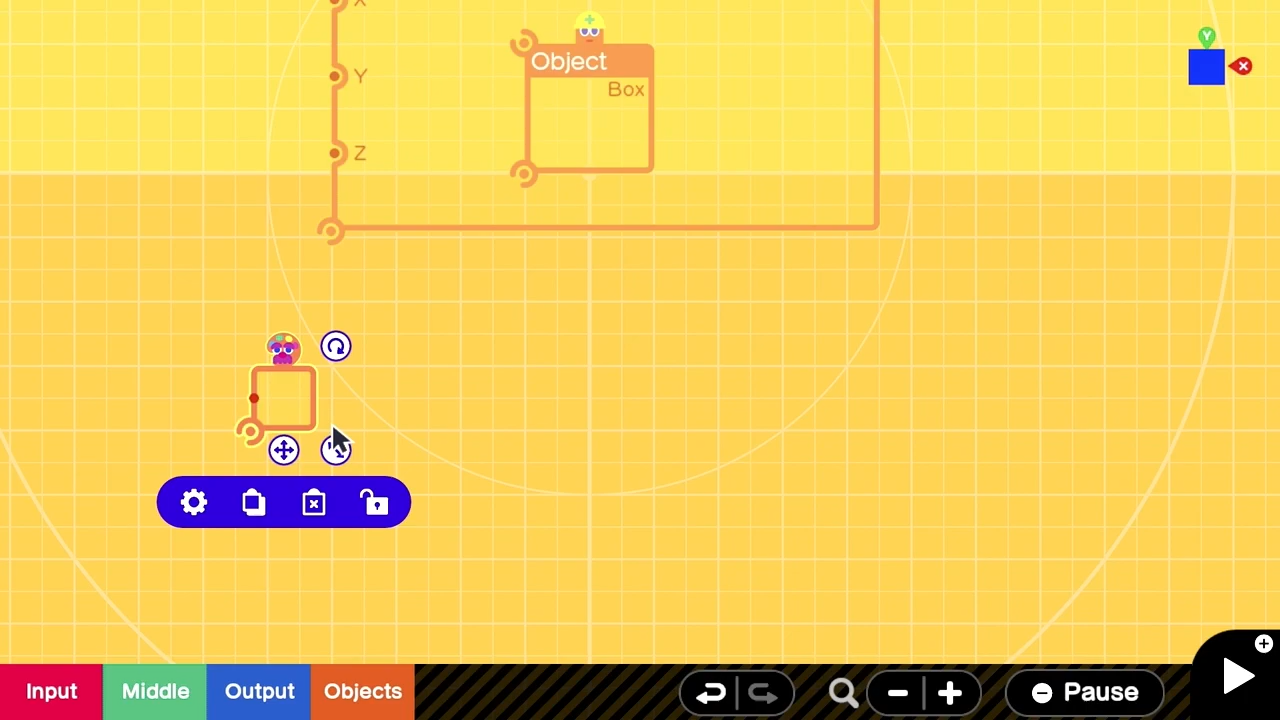 X
Y
Object
Y
Box
Z
Input
Middle
Output
Objects
Pause